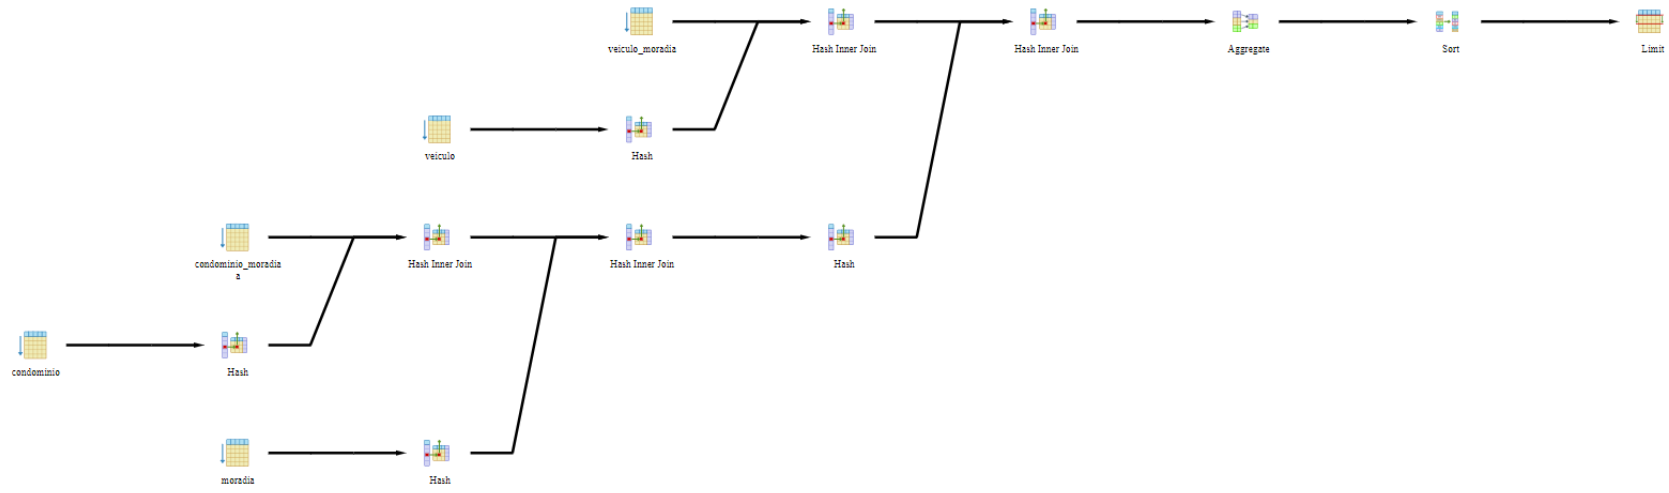 veiculo_moradia
Hash Inner Join
Hash Inner Join
Aggregate
Sort
Limit
veiculo
Hash
condominio_moradi
a
Hash Inner Join
Hash Inner Join
Hash
condominio
Hash
moradia
Hash